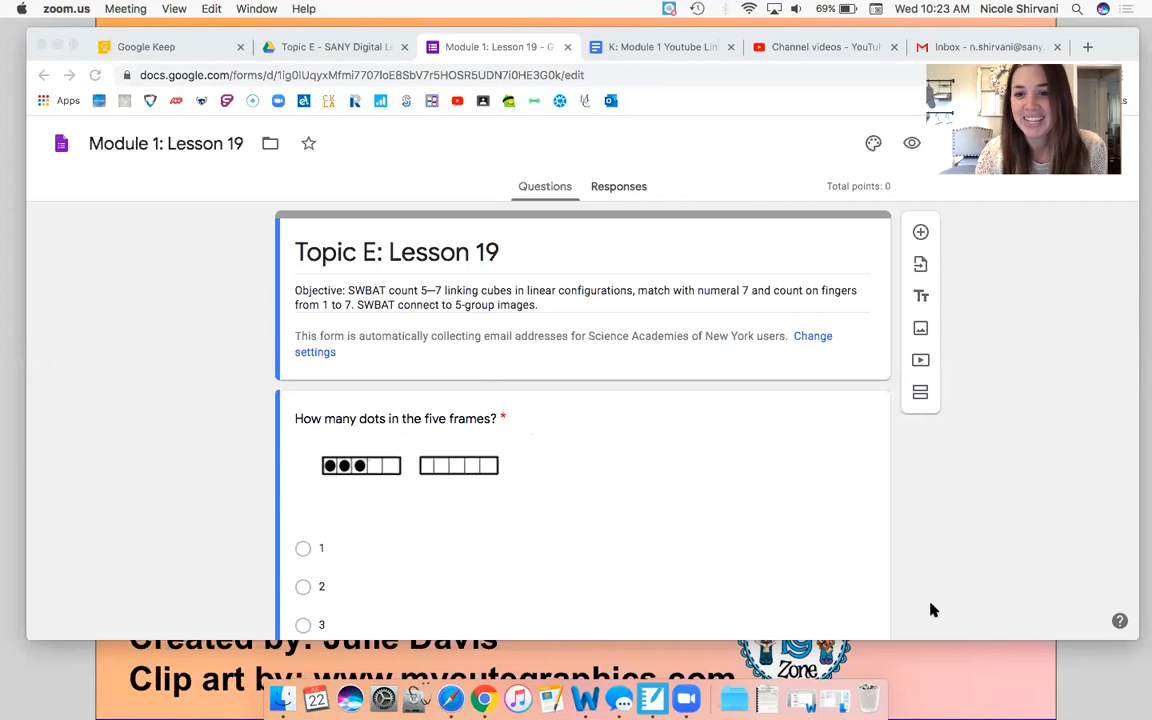 zoom.us Meeting View Edit Window Help 69% Wed 10:23 AM Nicole Shirvani
Google Keep Topic E - SANY Digital L Module 1: Lesson 19 - G K: Module 1 Youtube Lin Channel videos - YouTu Inbox - n.shirvani@sany.
docs.google.com/forms/d/1ig0lUqyxMfmi7707IoE8SbV7r5HOSR5UDN7i0HE3G0k/edit
Apps
Module 1: Lesson 19
Questions Responses Total points: 0
Topic E: Lesson 19
Objective: SWBAT count 5–7 linking cubes in linear configurations, match with numeral 7 and count on fingers
from 1 to 7. SWBAT connect to 5-group images.
This form is automatically collecting email addresses for Science Academies of New York users. Change
settings
How many dots in the five frames? *
1
2
3
Created by: Julie Davis
Zone
Clip art by: www.mycutegraphics.com
22